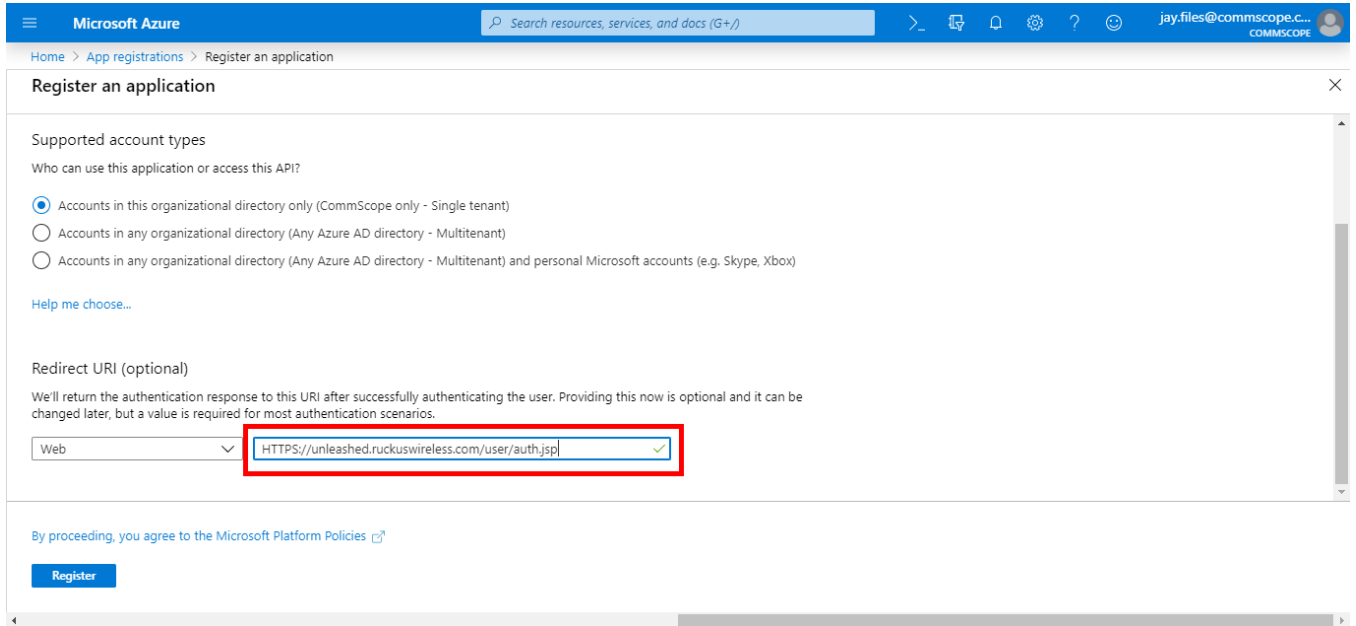 Microsoft Azure
Search resources, services, and docs (G+/)
jay.files@commscope.c...
COMMSCOPE
Home > App registrations > Register an application
Register an application
Supported account types
Who can use this application or access this API?
Accounts in this organizational directory only (CommScope only - Single tenant)
Accounts in any organizational directory (Any Azure AD directory - Multitenant)
Accounts in any organizational directory (Any Azure AD directory - Multitenant) and personal Microsoft accounts (e.g. Skype, Xbox)
Help me choose...
Redirect URI (optional)
We'll return the authentication response to this URI after successfully authenticating the user. Providing this now is optional and it can be
changed later, but a value is required for most authentication scenarios.
Web
HTTPS://unleashed.ruckuswireless.com/user/auth.jsp
By proceeding, you agree to the Microsoft Platform Policies
Register